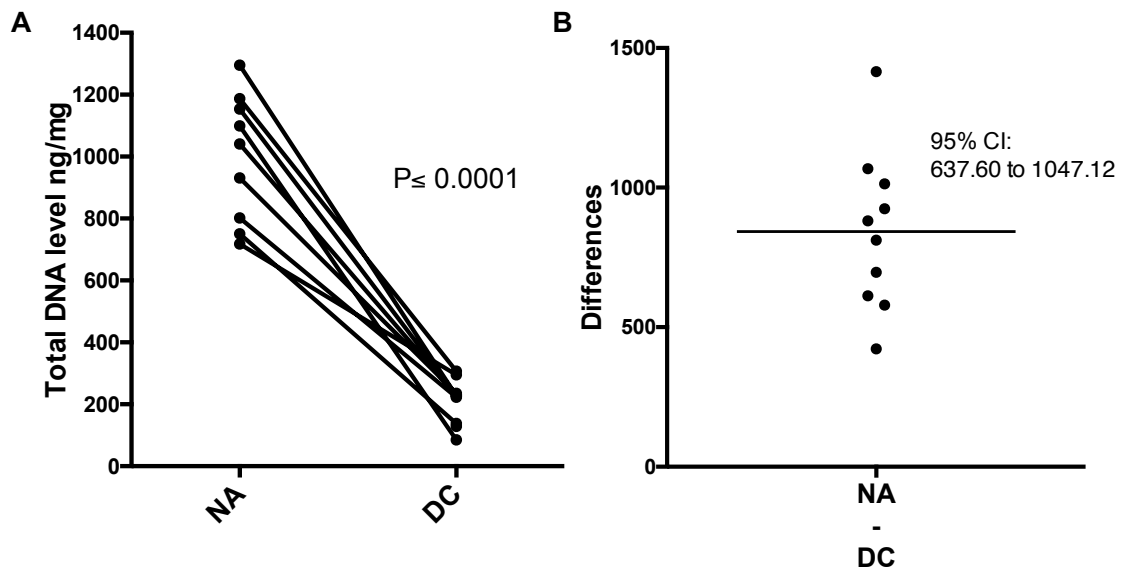 A
1400
1200
1000
800
600
400
200
0
Total DNA level ng/mg
P≤ 0.0001
NA
DC
B
1500
1000
500
0
Differences
95% CI:
637.60 to 1047.12
NA
-
DC